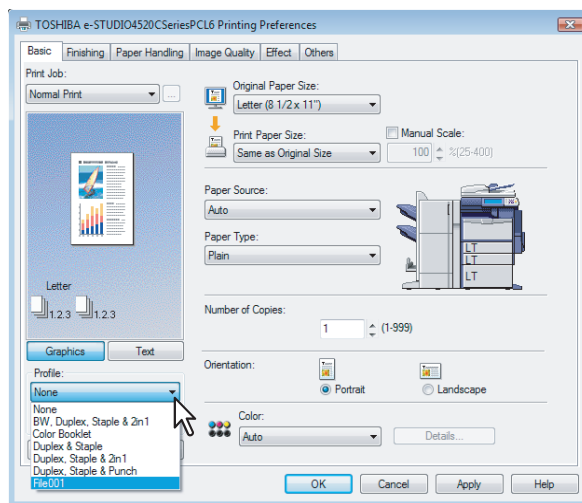 TOSHIBA e-STUDIO4520CSeriesPCL6 Printing Preferences
Basic Finishing Paper Handling Image Quality Effect Others
Print Job:
Normal Print
...
Original Paper Size:
Letter (8 1/2 x 11")
Print Paper Size:
Same as Original Size
Manual Scale:
100 %(25-400)
Paper Source:
Auto
Paper Type:
Plain
LT
LT
LT
Letter
1.2.3 1.2.3
Number of Copies:
1 (1-999)
Graphics Text
Profile:
None
None
BW, Duplex, Staple & 2in1
Color Booklet
Duplex & Staple
Duplex, Staple & 2in1
Duplex, Staple & Punch
File001
Orientation:
Portrait Landscape
Color:
Auto
Details...
OK Cancel Apply Help